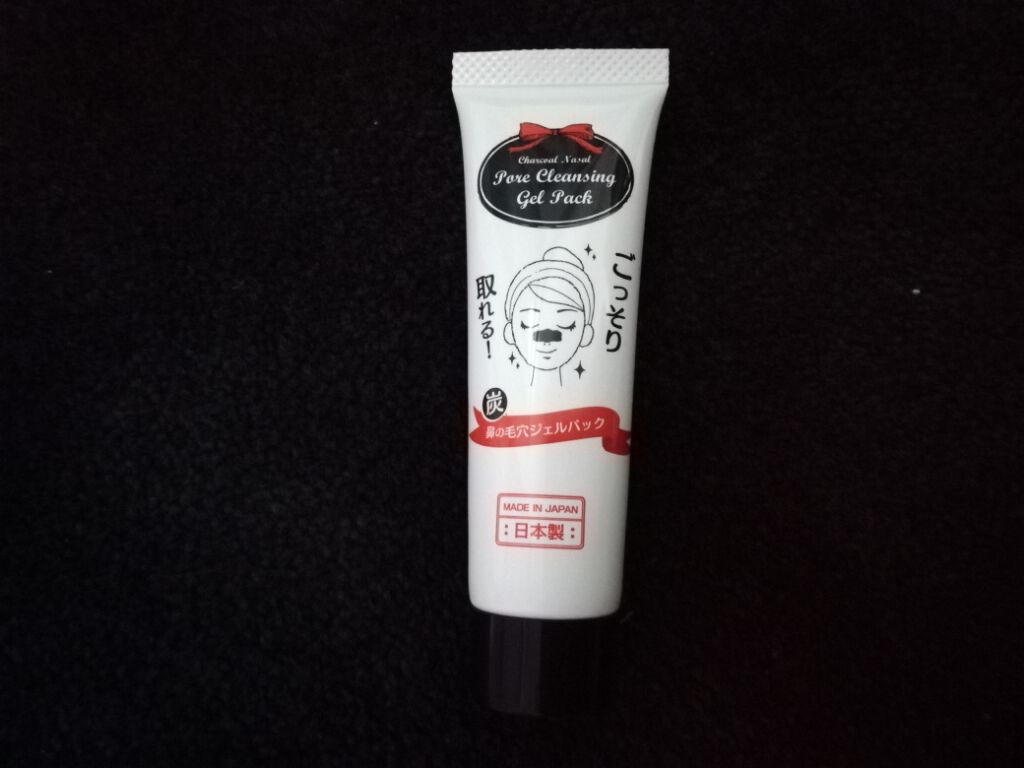 Charcoal Nasal
Pore Cleansing
Gel Pack
ごっそり
取れる!
炭
鼻の毛穴ジェルパック
MADE IN JAPAN
:日本製: